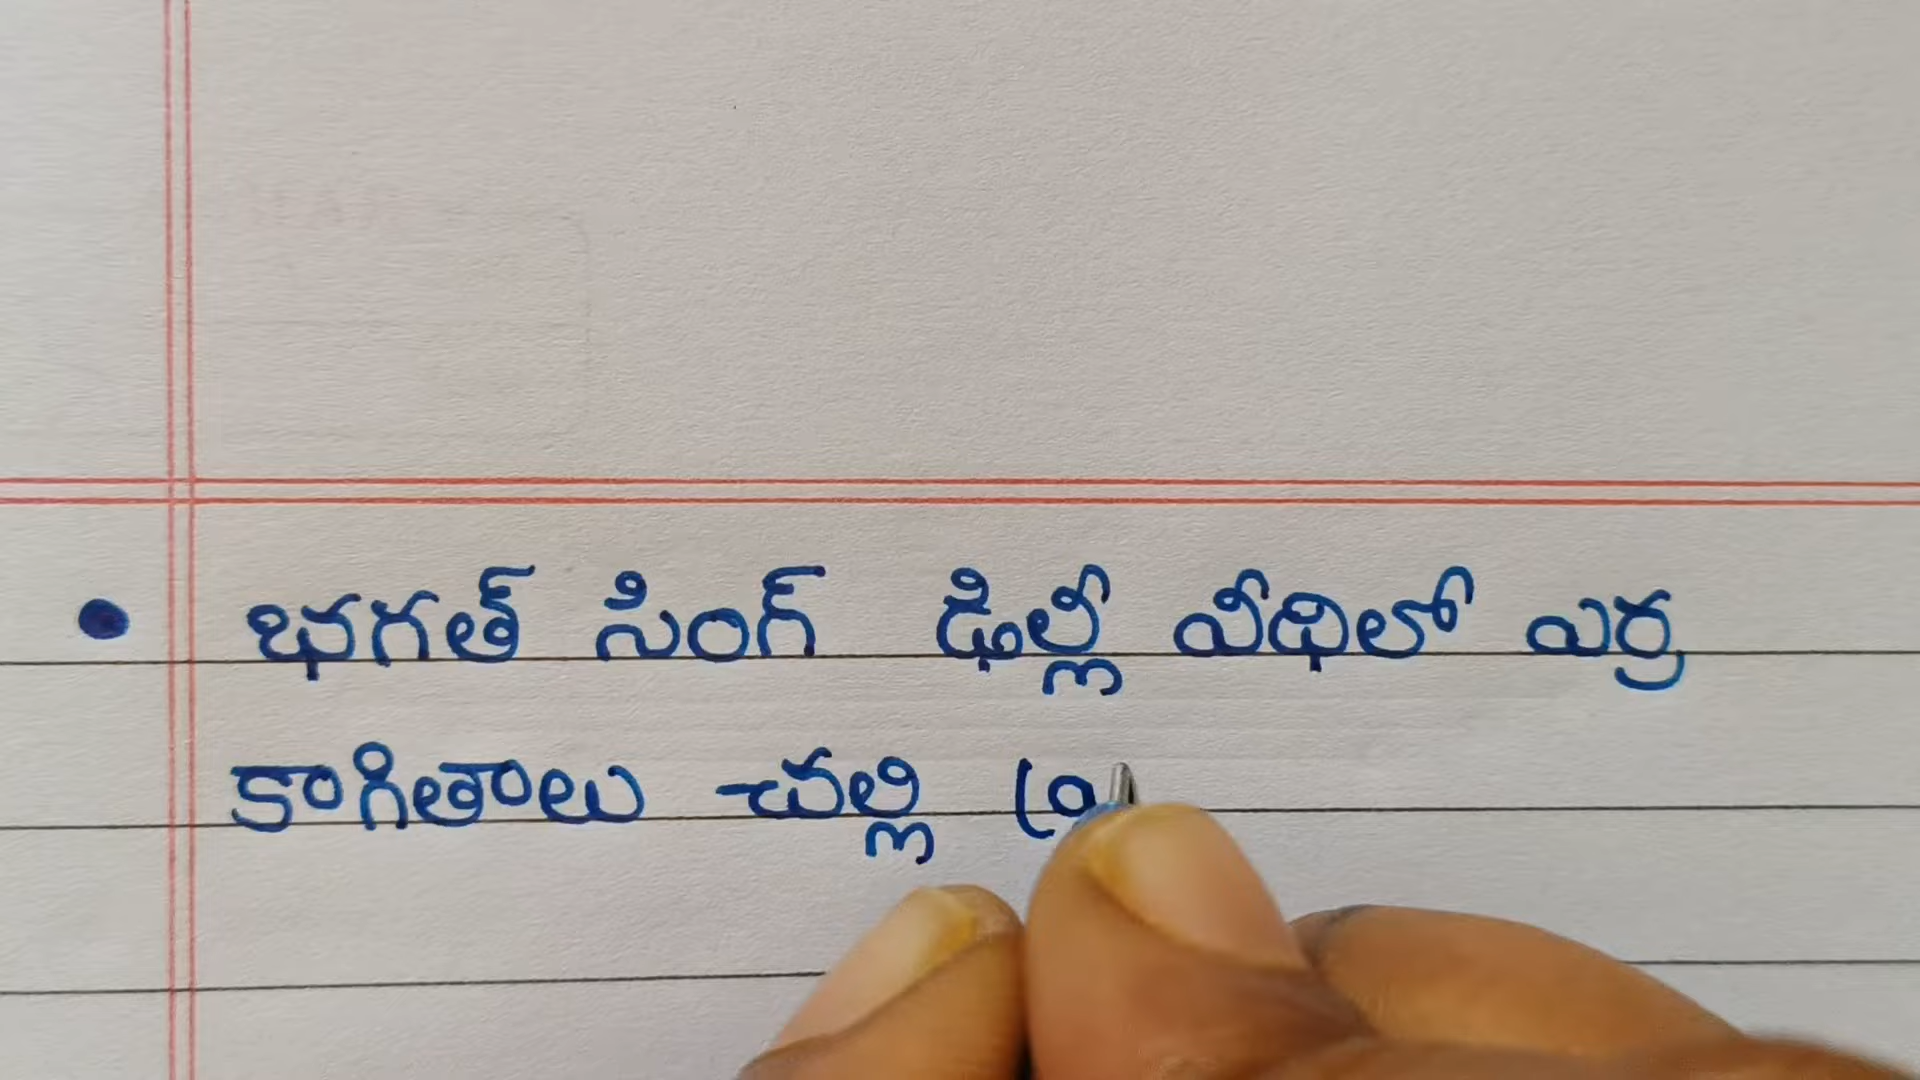 భగత్ సింగ్ ఢిల్లీ వీధిలో ఎర్ర
కాగితాలు చల్లి